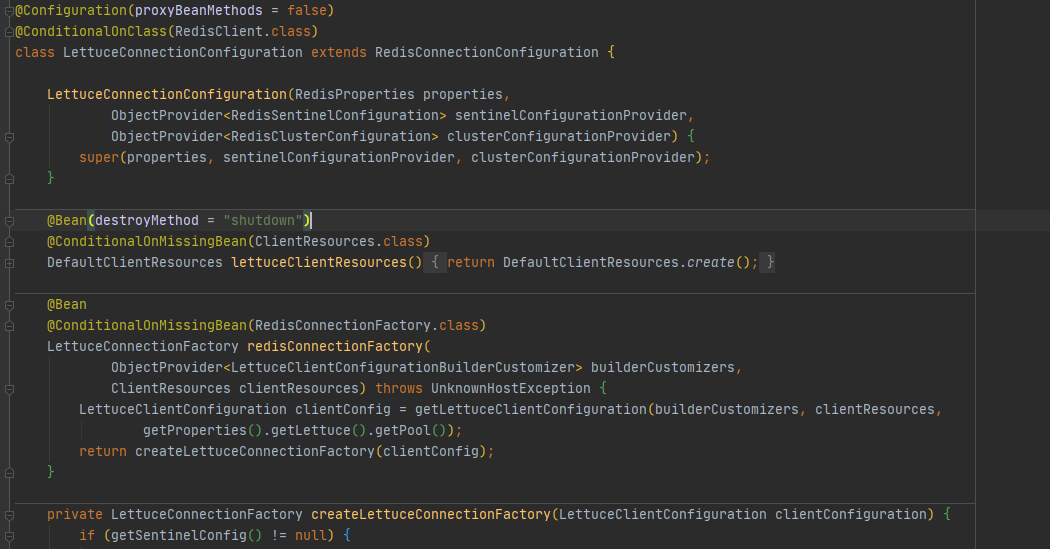 @Configuration(proxyBeanMethods = false)
@ConditionalOnClass(RedisClient.class)
class LettuceConnectionConfiguration extends RedisConnectionConfiguration {
LettuceConnectionConfiguration(RedisProperties properties,
ObjectProvider<RedisSentinelConfiguration> sentinelConfigurationProvider,
ObjectProvider<RedisClusterConfiguration> clusterConfigurationProvider) {
super(properties, sentinelConfigurationProvider, clusterConfigurationProvider);
}
@Bean(destroyMethod = "shutdown")
@ConditionalOnMissingBean(ClientResources.class)
DefaultClientResources lettuceClientResources() { return DefaultClientResources.create(); }
@Bean
@ConditionalOnMissingBean(RedisConnectionFactory.class)
LettuceConnectionFactory redisConnectionFactory(
ObjectProvider<LettuceClientConfigurationBuilderCustomizer> builderCustomizers,
ClientResources clientResources) throws UnknownHostException {
LettuceClientConfiguration clientConfig = getLettuceClientConfiguration(builderCustomizers, clientResources,
getProperties().getLettuce().getPool());
return createLettuceConnectionFactory(clientConfig);
}
private LettuceConnectionFactory createLettuceConnectionFactory(LettuceClientConfiguration clientConfiguration) {
if (getSentinelConfig() != null) {